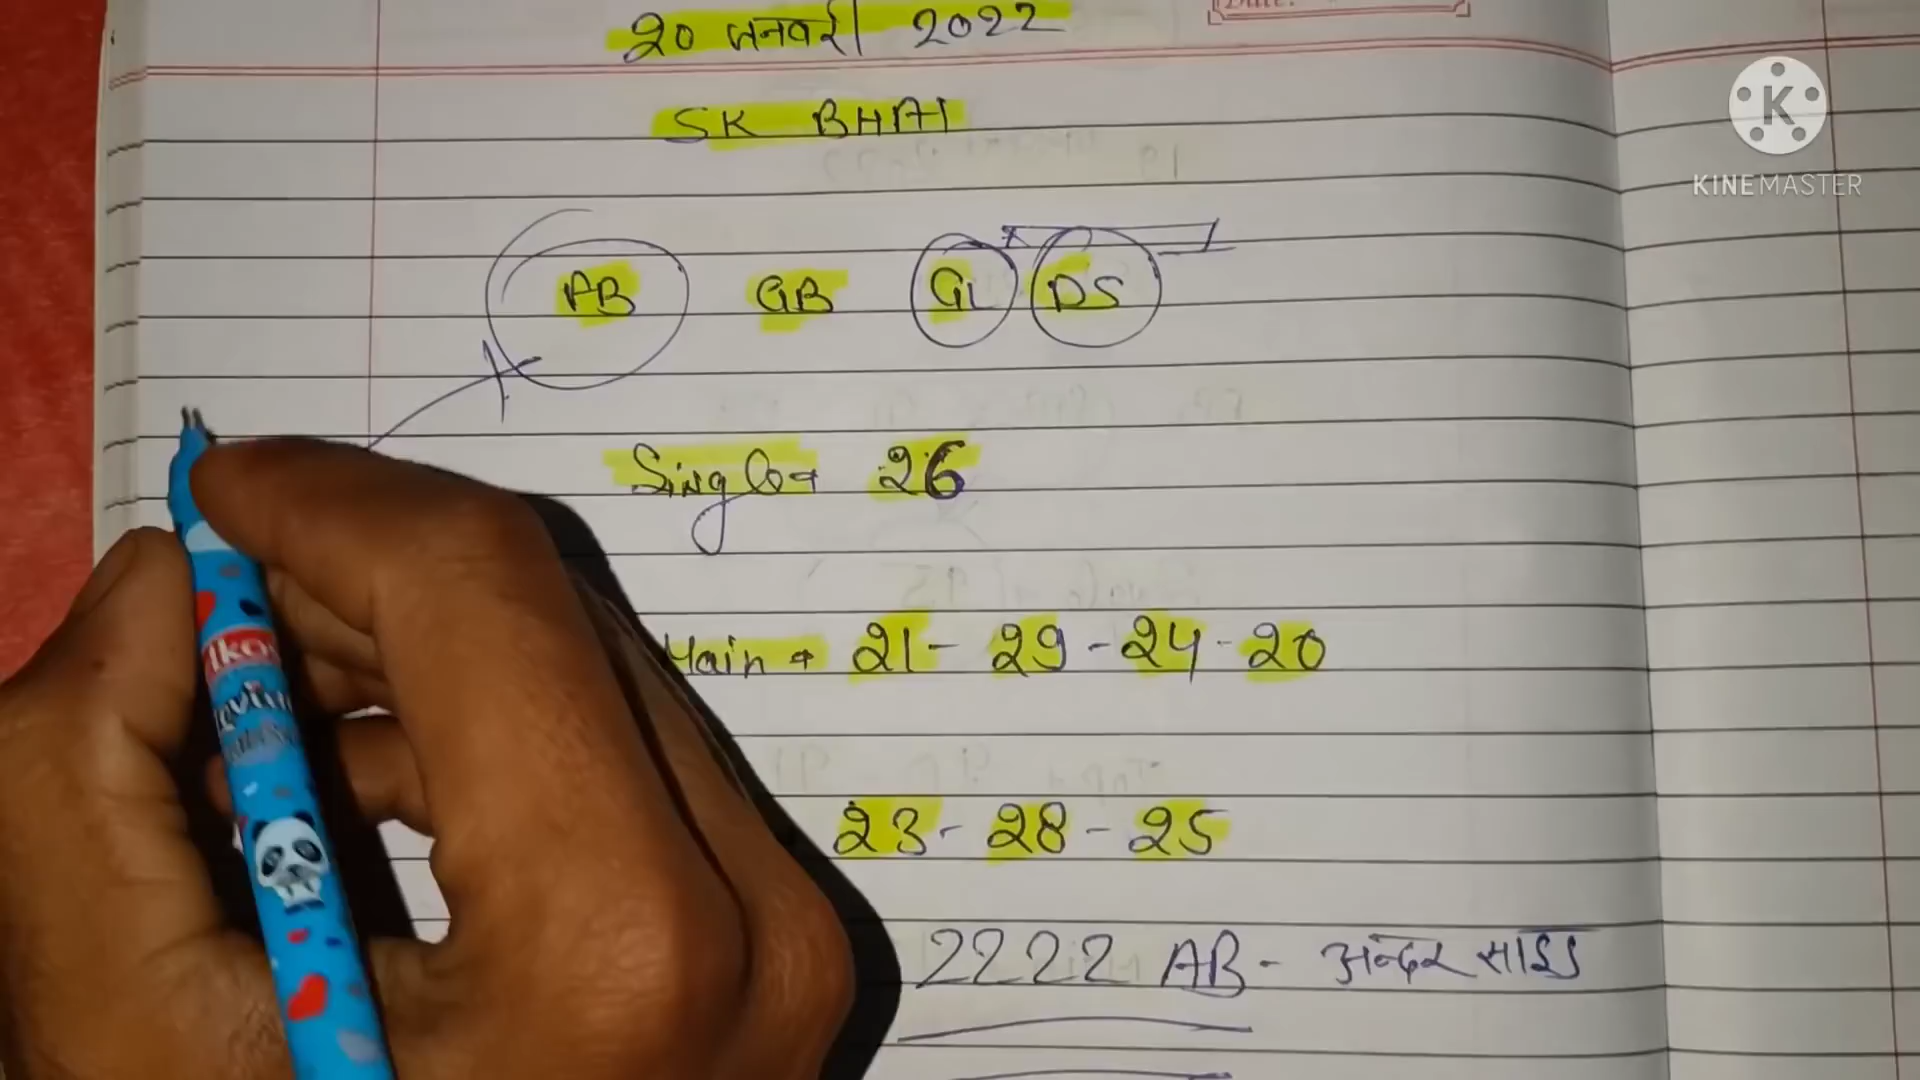 20 जनवरी 2022
SK BHAI
KINEMASTER
FB GB GL DS
Single → 26
Main → 21 - 29 - 24 - 20
23 - 28 - 25
2222 AB - अन्दर साइड